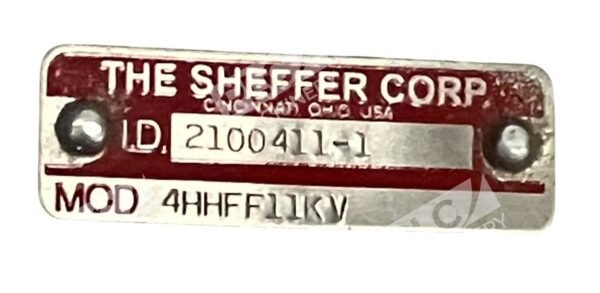 THE SHEFFER CORP.
CINCINNATI OHIO USA
I.D. 2100411-1
MOD 4HHFF11KV